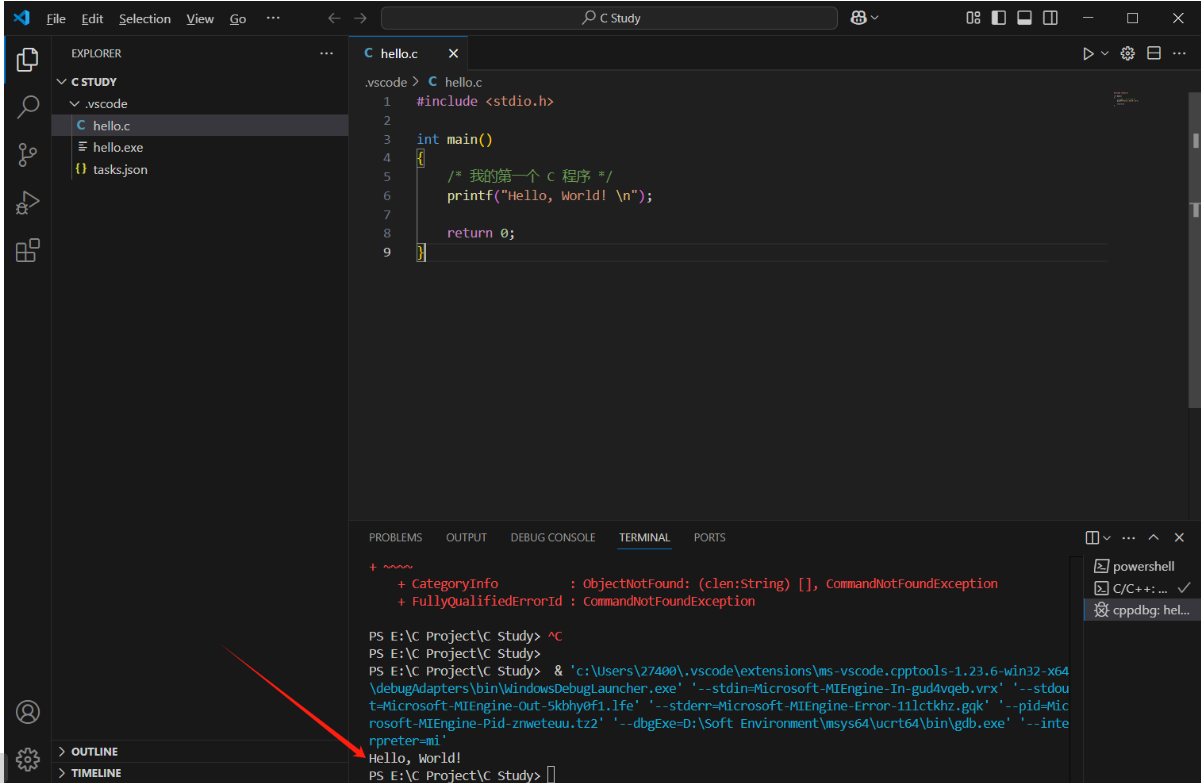 File Edit Selection View Go ··· C Study
EXPLORER ···
C STUDY
.vscode
C hello.c
hello.exe
{} tasks.json
OUTLINE
TIMELINE
C hello.c
.vscode > C hello.c
1 #include <stdio.h>
2
3 int main()
4 {
5 /* 我的第一个 C 程序 */
6 printf("Hello, World! \n");
7
8 return 0;
9 }
PROBLEMS OUTPUT DEBUG CONSOLE TERMINAL PORTS
+ ~~~~
+ CategoryInfo : ObjectNotFound: (clen:String) [], CommandNotFoundException
+ FullyQualifiedErrorId : CommandNotFoundException
PS E:\C Project\C Study> ^C
PS E:\C Project\C Study>
PS E:\C Project\C Study> & 'c:\Users\27400\.vscode\extensions\ms-vscode.cpptools-1.23.6-win32-x64
\debugAdapters\bin\WindowsDebugLauncher.exe' '--stdin=Microsoft-MIEngine-In-gud4vqeb.vrx' '--stdou
t=Microsoft-MIEngine-Out-5kbhy0f1.lfe' '--stderr=Microsoft-MIEngine-Error-11lctkhz.gqk' '--pid=Mic
rosoft-MIEngine-Pid-znweteuu.tz2' '--dbgExe=D:\Soft Environment\msys64\ucrt64\bin\gdb.exe' '--inte
rpreter=mi'
Hello, World!
PS E:\C Project\C Study>
powershell
C/C++: ...
cppdbg: hel...